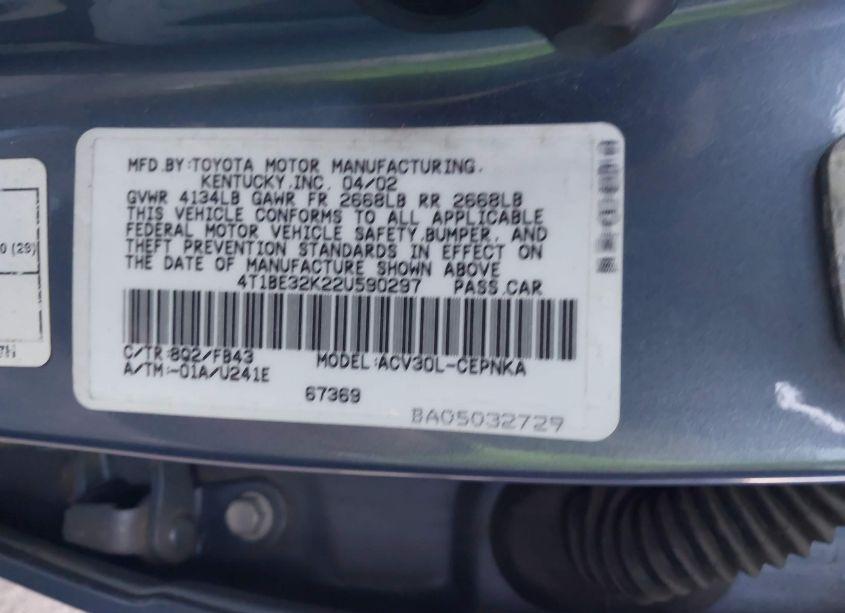 MFD.BY:TOYOTA MOTOR MANUFACTURING.
KENTUCKY.INC. 04/02
GVWR 4134LB GAWR FR 2668LB RR 2668LB
THIS VEHICLE CONFORMS TO ALL APPLICABLE
FEDERAL MOTOR VEHICLE SAFETY.BUMPER, AND
THEFT PREVENTION STANDARDS IN EFFECT ON
THE DATE OF MANUFACTURE SHOWN ABOVE
4T1BE32K22U590297 PASS.CAR
C/TR:8Q2/FB43 MODEL:ACV30L-CEPNKA
A/TM:-01A/U241E
67369
BA05032729
0 (29)